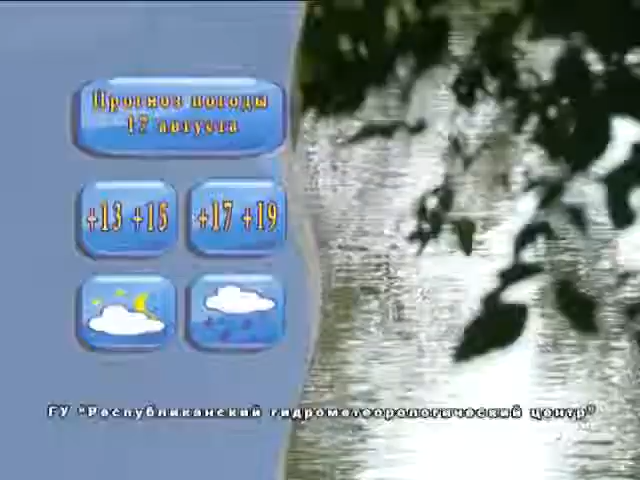 Прогноз погоды
17 августа
+13 +15 +17 +19
ГУ "Республиканский гидрометеорологический центр"